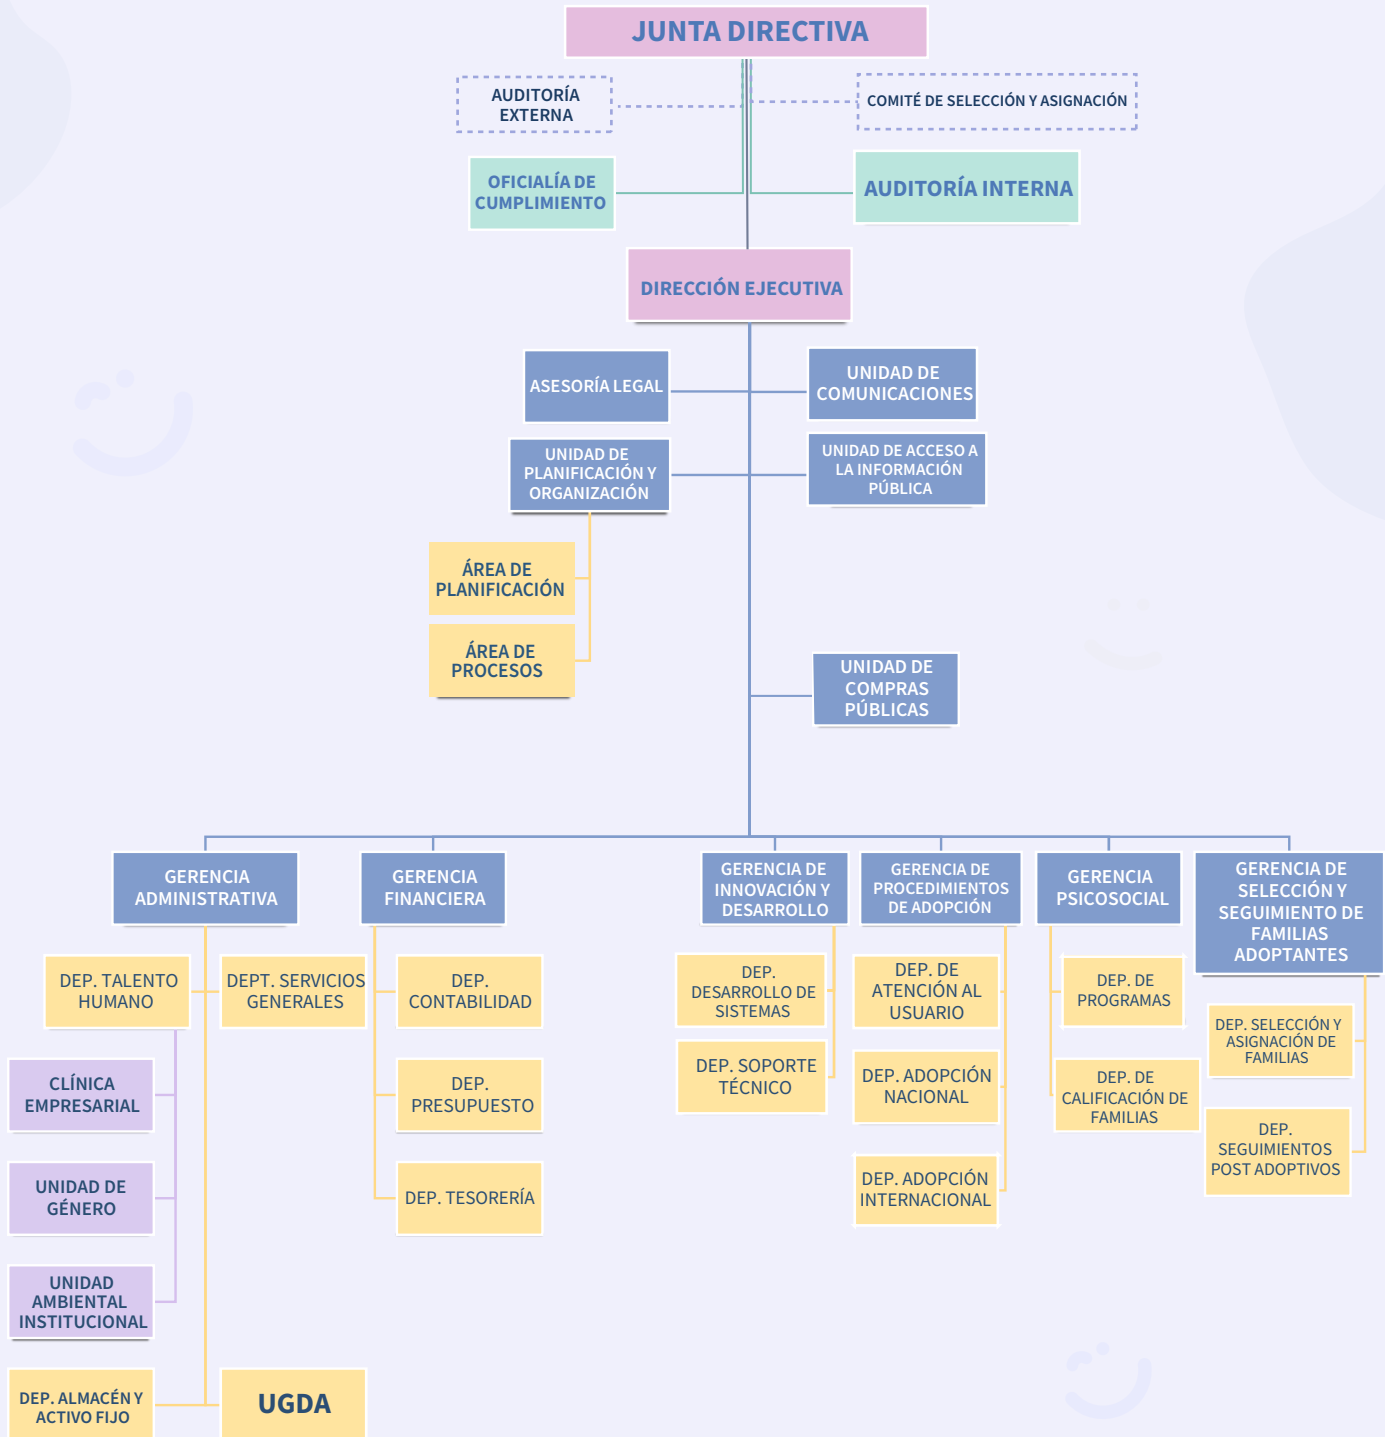 JUNTA DIRECTIVA
AUDITORÍA
EXTERNA
COMITÉ DE SELECCIÓN Y ASIGNACIÓN
OFICIALÍA DE
CUMPLIMIENTO
AUDITORÍA INTERNA
DIRECCIÓN EJECUTIVA
ASESORÍA LEGAL
UNIDAD DE
COMUNICACIONES
UNIDAD DE
PLANIFICACIÓN Y
ORGANIZACIÓN
UNIDAD DE ACCESO A
LA INFORMACIÓN
PÚBLICA
ÁREA DE
PLANIFICACIÓN
ÁREA DE
PROCESOS
UNIDAD DE
COMPRAS
PÚBLICAS
GERENCIA
ADMINISTRATIVA
GERENCIA
FINANCIERA
GERENCIA DE
INNOVACIÓN Y
DESARROLLO
GERENCIA DE
PROCEDIMIENTOS
DE ADOPCIÓN
GERENCIA
PSICOSOCIAL
GERENCIA DE
SELECCIÓN Y
SEGUIMIENTO DE
FAMILIAS
ADOPTANTES
DEP. TALENTO
HUMANO
DEPT. SERVICIOS
GENERALES
DEP.
CONTABILIDAD
DEP.
DESARROLLO DE
SISTEMAS
DEP. DE
ATENCIÓN AL
USUARIO
DEP. DE
PROGRAMAS
DEP. SELECCIÓN Y
ASIGNACIÓN DE
FAMILIAS
CLÍNICA
EMPRESARIAL
DEP.
PRESUPUESTO
DEP. SOPORTE
TÉCNICO
DEP. ADOPCIÓN
NACIONAL
DEP. DE
CALIFICACIÓN DE
FAMILIAS
DEP.
SEGUIMIENTOS
POST ADOPTIVOS
UNIDAD DE
GÉNERO
DEP. TESORERÍA
DEP. ADOPCIÓN
INTERNACIONAL
UNIDAD
AMBIENTAL
INSTITUCIONAL
DEP. ALMACÉN Y
ACTIVO FIJO
UGDA